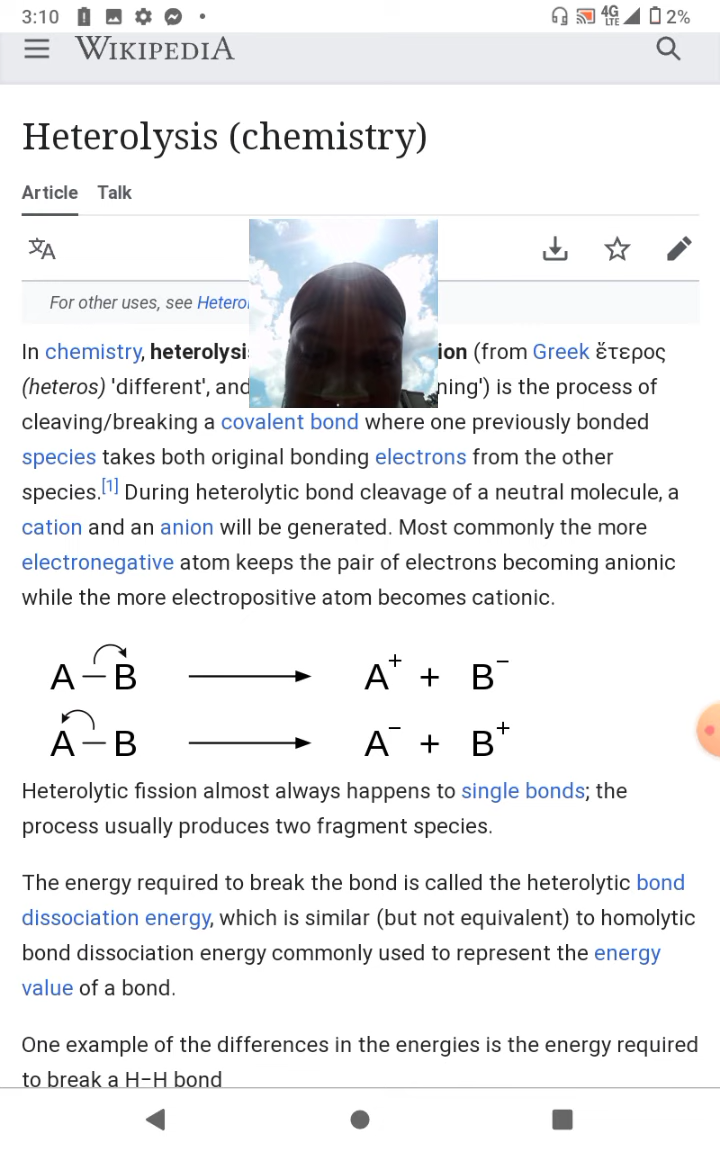 3:10 4G LTE 2%
WIKIPEDIA
Heterolysis (chemistry)
Article Talk
For other uses, see
In chemistry, ion (from Greek ἕτερος
(heteros) 'different', and ') is the process of
cleaving/breaking a covalent bond where one previously bonded
species takes both original bonding electrons from the other
species.[1] During heterolytic bond cleavage of a neutral molecule, a
cation and an anion will be generated. Most commonly the more
electronegative atom keeps the pair of electrons becoming anionic
while the more electropositive atom becomes cationic.
A–B → A⁺ + B⁻
A–B → A⁻ + B⁺
Heterolytic fission almost always happens to single bonds; the
process usually produces two fragment species.
The energy required to break the bond is called the heterolytic bond
dissociation energy, which is similar (but not equivalent) to homolytic
bond dissociation energy commonly used to represent the energy
value of a bond.
One example of the differences in the energies is the energy required
to break a H−H bond